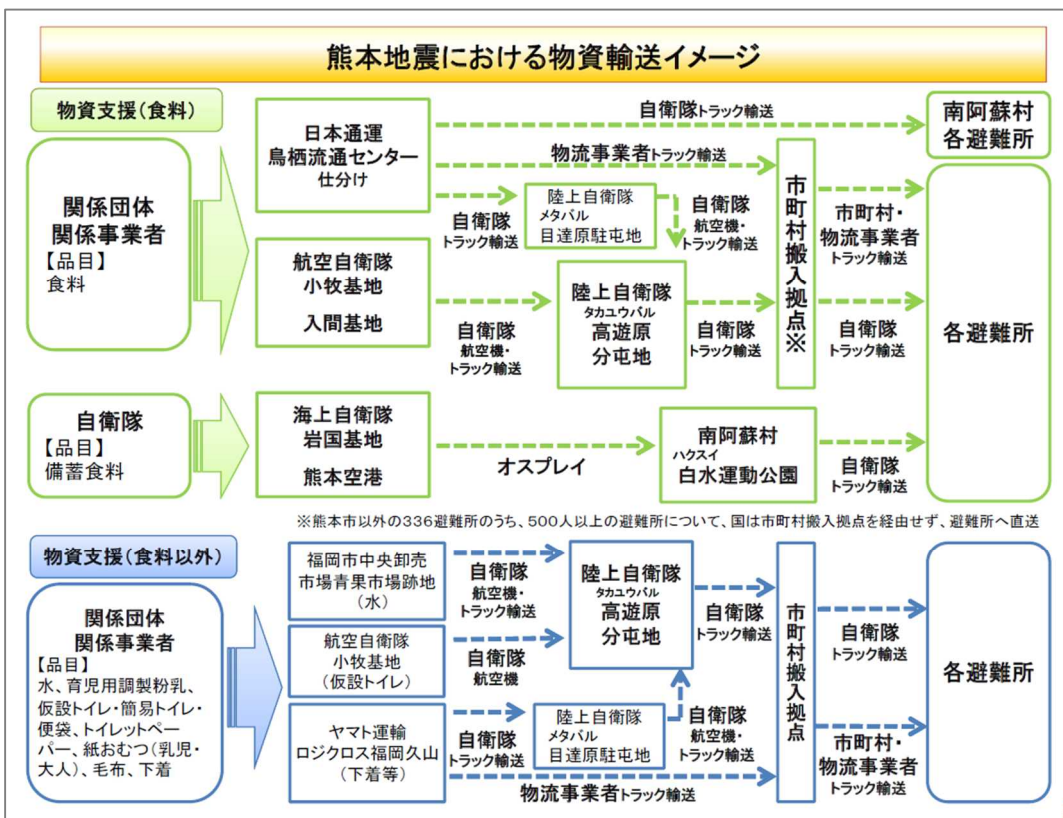 熊本地震における物資輸送イメージ
物資支援(食料)
関係団体
関係事業者
【品目】
食料
日本通運
鳥栖流通センター
仕分け
自衛隊トラック輸送
南阿蘇村
各避難所
物流事業者トラック輸送
自衛隊
トラック輸送
陸上自衛隊
メタバル
目達原駐屯地
自衛隊
航空機・
トラック輸送
市町村搬入拠点※
市町村・
物流事業者
トラック輸送
航空自衛隊
小牧基地
入間基地
自衛隊
航空機・
トラック輸送
陸上自衛隊
タカユウバル
高遊原
分屯地
自衛隊
トラック輸送
自衛隊
トラック輸送
各避難所
自衛隊
【品目】
備蓄食料
海上自衛隊
岩国基地
熊本空港
オスプレイ
南阿蘇村
ハクスイ
白水運動公園
自衛隊
トラック輸送
※熊本市以外の336避難所のうち、500人以上の避難所について、国は市町村搬入拠点を経由せず、避難所へ直送
物資支援(食料以外)
関係団体
関係事業者
【品目】
水、育児用調製粉乳、
仮設トイレ・簡易トイレ・
便袋、トイレットペー
パー、紙おむつ(乳児・
大人)、毛布、下着
福岡市中央卸売
市場青果市場跡地
(水)
自衛隊
航空機・
トラック輸送
航空自衛隊
小牧基地
(仮設トイレ)
自衛隊
航空機
陸上自衛隊
タカユウバル
高遊原
分屯地
自衛隊
トラック輸送
ヤマト運輸
ロジクロス福岡久山
(下着等)
自衛隊
トラック輸送
陸上自衛隊
メタバル
目達原駐屯地
自衛隊
航空機・
トラック輸送
物流事業者トラック輸送
市町村搬入拠点
自衛隊
トラック輸送
市町村・
物流事業者
トラック輸送
各避難所